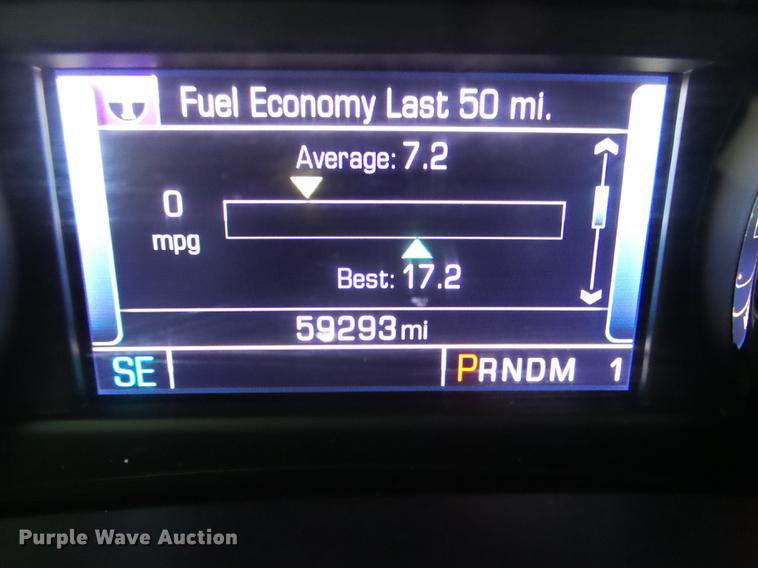 Fuel Economy Last 50 mi.
Average: 7.2
0
mpg
Best: 17.2
59293 mi
SE PRNDM 1
Purple Wave Auction